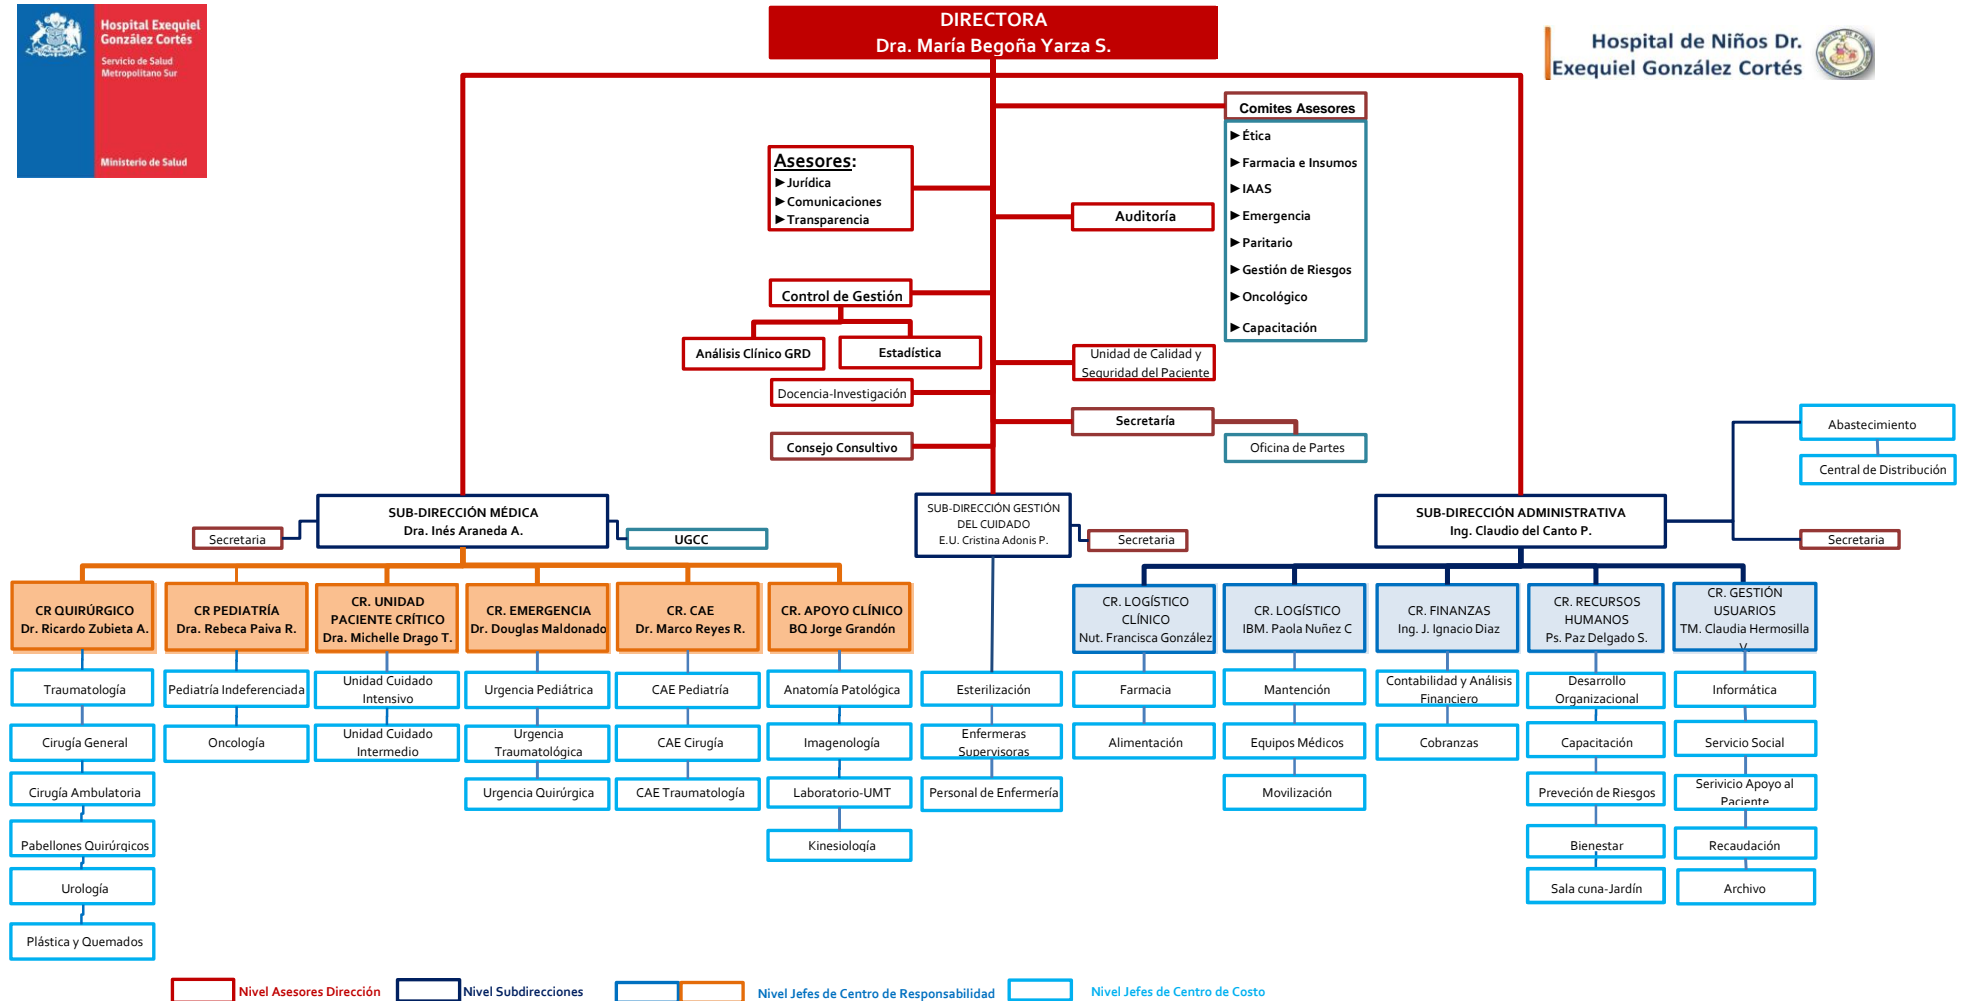 Hospital Exequiel
González Cortés
Servicio de Salud
Metropolitano Sur
Ministerio de Salud
DIRECTORA
Dra. María Begoña Yarza S.
Hospital de Niños Dr.
Exequiel González Cortés
Comites Asesores
►Ética
►Farmacia e Insumos
►IAAS
►Emergencia
►Paritario
►Gestión de Riesgos
►Oncológico
►Capacitación
Asesores:
►Jurídica
►Comunicaciones
►Transparencia
Auditoría
Control de Gestión
Análisis Clínico GRD
Estadística
Unidad de Calidad y
Seguridad del Paciente
Docencia-Investigación
Secretaría
Oficina de Partes
Consejo Consultivo
Abastecimiento
Central de Distribución
SUB-DIRECCIÓN MÉDICA
Dra. Inés Araneda A.
Secretaria
UGCC
SUB-DIRECCIÓN GESTIÓN
DEL CUIDADO
E.U. Cristina Adonis P.
Secretaria
SUB-DIRECCIÓN ADMINISTRATIVA
Ing. Claudio del Canto P.
Secretaria
CR QUIRÚRGICO
Dr. Ricardo Zubieta A.
CR PEDIATRÍA
Dra. Rebeca Paiva R.
CR. UNIDAD
PACIENTE CRÍTICO
Dra. Michelle Drago T.
CR. EMERGENCIA
Dr. Douglas Maldonado
CR. CAE
Dr. Marco Reyes R.
CR. APOYO CLÍNICO
BQ Jorge Grandón
CR. LOGÍSTICO
CLÍNICO
Nut. Francisca González
CR. LOGÍSTICO
IBM. Paola Nuñez C
CR. FINANZAS
Ing. J. Ignacio Diaz
CR. RECURSOS
HUMANOS
Ps. Paz Delgado S.
CR. GESTIÓN
USUARIOS
TM. Claudia Hermosilla
V.
Traumatología
Cirugía General
Cirugía Ambulatoria
Pabellones Quirúrgicos
Urología
Plástica y Quemados
Pediatría Indeferenciada
Oncología
Unidad Cuidado
Intensivo
Unidad Cuidado
Intermedio
Urgencia Pediátrica
Urgencia
Traumatológica
Urgencia Quirúrgica
CAE Pediatría
CAE Cirugía
CAE Traumatología
Anatomía Patológica
Imagenología
Laboratorio-UMT
Kinesiología
Esterilización
Enfermeras
Supervisoras
Personal de Enfermería
Farmacia
Alimentación
Mantención
Equipos Médicos
Movilización
Contabilidad y Análisis
Financiero
Cobranzas
Desarrollo
Organizacional
Capacitación
Preveción de Riesgos
Bienestar
Sala cuna-Jardín
Informática
Servicio Social
Serivicio Apoyo al
Paciente
Recaudación
Archivo
Nivel Asesores Dirección
Nivel Subdirecciones
Nivel Jefes de Centro de Responsabilidad
Nivel Jefes de Centro de Costo